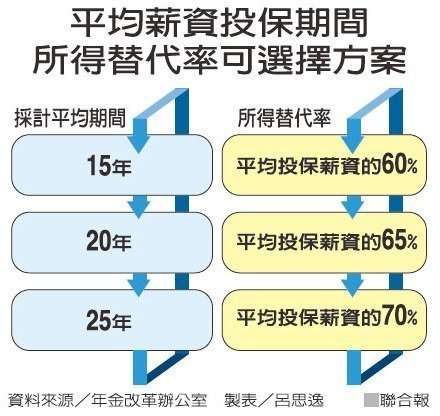 平均薪資投保期間
所得替代率可選擇方案
採計平均期間
15年
20年
25年
所得替代率
平均投保薪資的60%
平均投保薪資的65%
平均投保薪資的70%
資料來源／年金改革辦公室 製表／呂思逸 聯合報